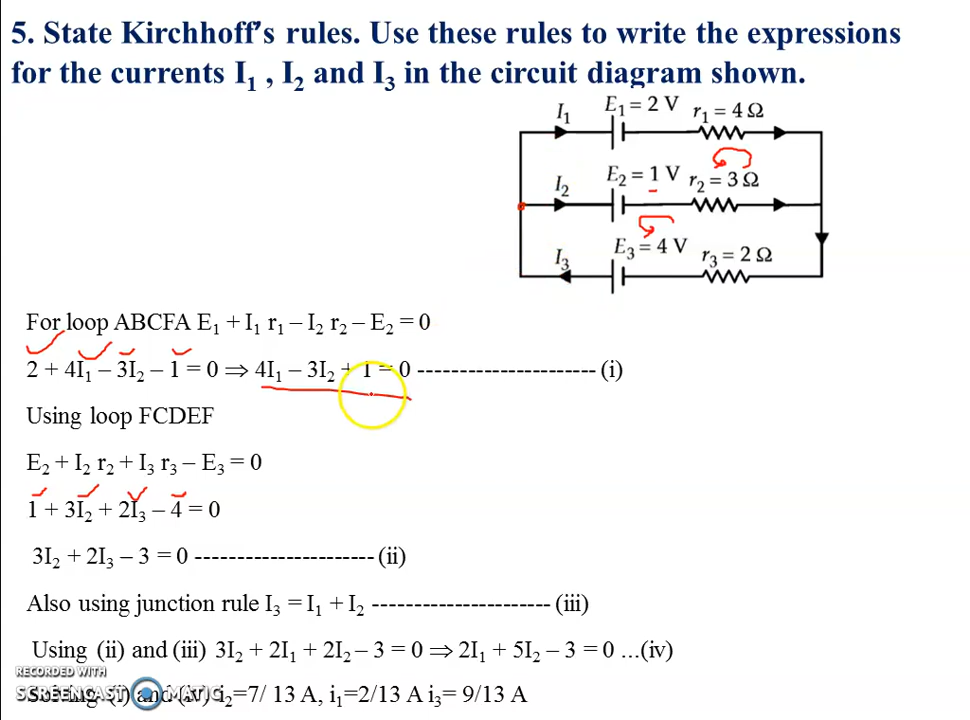 5. State Kirchhoff's rules. Use these rules to write the expressions
for the currents I₁ , I₂ and I₃ in the circuit diagram shown.
I₁ E₁ = 2 V r₁ = 4 Ω
I₂ E₂ = 1 V r₂ = 3 Ω
I₃ E₃ = 4 V r₃ = 2 Ω
For loop ABCFA E₁ + I₁ r₁ – I₂ r₂ – E₂ = 0
2 + 4I₁ – 3I₂ – 1 = 0 ⇒ 4I₁ – 3I₂ + 1 = 0 ----------------------- (i)
Using loop FCDEF
E₂ + I₂ r₂ + I₃ r₃ – E₃ = 0
1 + 3I₂ + 2I₃ – 4 = 0
3I₂ + 2I₃ – 3 = 0 ----------------------- (ii)
Also using junction rule I₃ = I₁ + I₂ ----------------------- (iii)
Using (ii) and (iii) 3I₂ + 2I₁ + 2I₂ – 3 = 0 ⇒ 2I₁ + 5I₂ – 3 = 0 ...(iv)
RECORDED WITH
SCREENCAST MATIC
and i₂=7/ 13 A, i₁=2/13 A i₃= 9/13 A